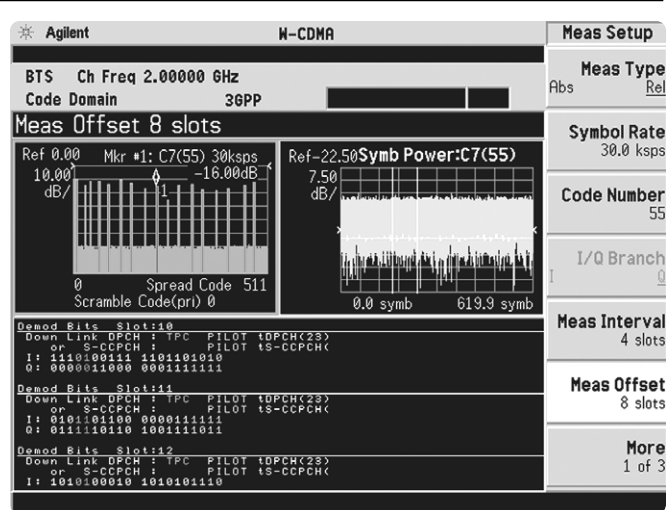 Agilent W-CDMA Meas Setup
BTS Ch Freq 2.00000 GHz
Code Domain 3GPP
Meas Offset 8 slots
Ref 0.00 Mkr #1: C7(55) 30ksps
10.00 -16.00dB
dB/
1
0 Spread Code 511
Scramble Code(pri) 0
Ref-22.50 Symb Power:C7(55)
7.50
dB/
0.0 symb 619.9 symb
Demod Bits Slot:10
Down Link DPCH : TPC PILOT tDPCH(23)
or S-CCPCH : PILOT tS-CCPCH(
I: 1110100111 1101101010
Q: 0000011000 0001111111
Demod Bits Slot:11
Down Link DPCH : TPC PILOT tDPCH(23)
or S-CCPCH : PILOT tS-CCPCH(
I: 0101101100 0000111111
Q: 0111110110 1001111011
Demod Bits Slot:12
Down Link DPCH : TPC PILOT tDPCH(23)
or S-CCPCH : PILOT tS-CCPCH(
I: 1010100010 1010101110
Meas Type
Abs Rel
Symbol Rate
30.0 ksps
Code Number
55
I/Q Branch
I Q
Meas Interval
4 slots
Meas Offset
8 slots
More
1 of 3